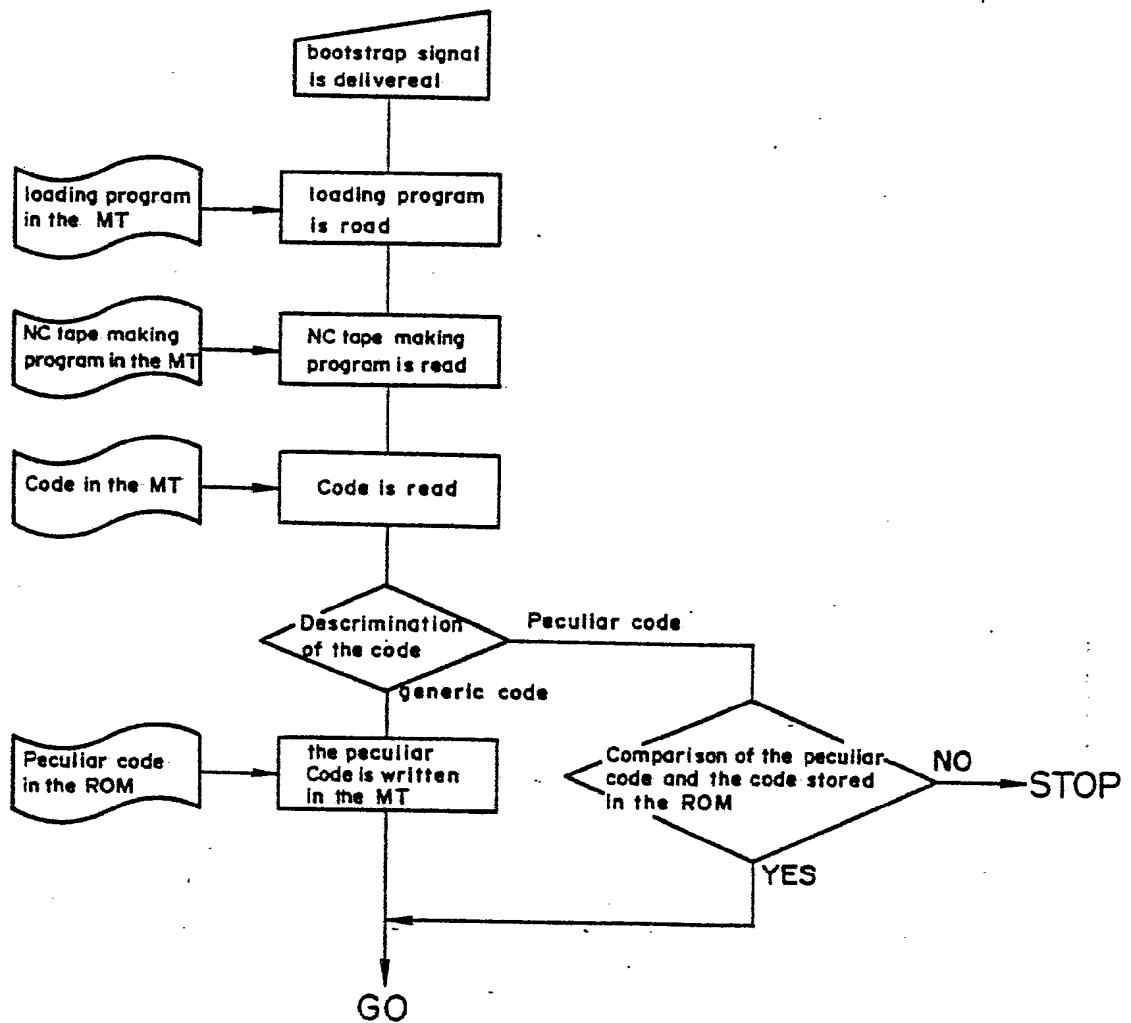 bootstrap signal
is delivereal
loading program
in the MT
loading program
is road
NC tape making
program in the MT
NC tape making
program is read
Code in the MT
Code is read
Descrimination
of the code
Peculiar code
generic code
Peculiar code
in the ROM
the peculiar
Code is written
in the MT
Comparison of the peculiar
code and the code stored
in the ROM
NO
STOP
YES
GO